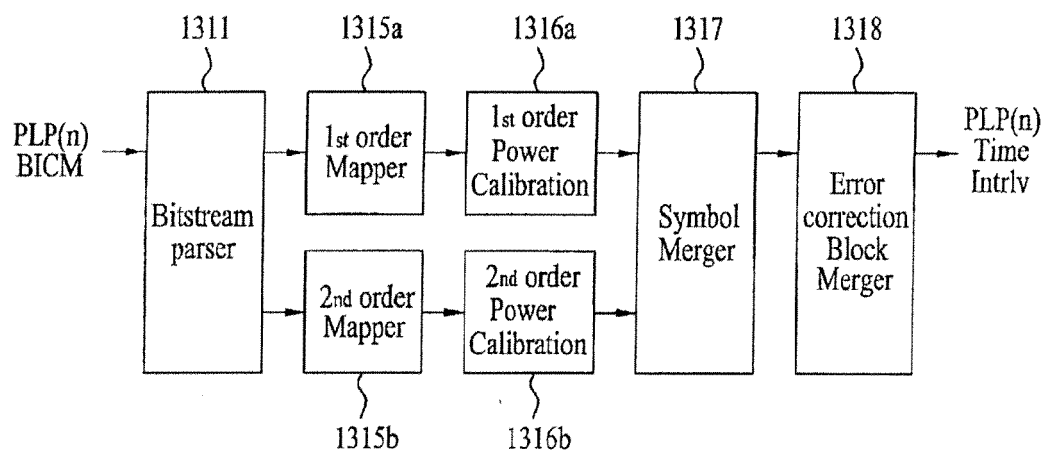 1311
1315a
1316a
1317
1318
PLP(n)
BICM
Bitstream
parser
1st order
Mapper
1st order
Power
Calibration
2nd order
Mapper
2nd order
Power
Calibration
Symbol
Merger
Error
correction
Block
Merger
PLP(n)
Time
Intrlv
1315b
1316b